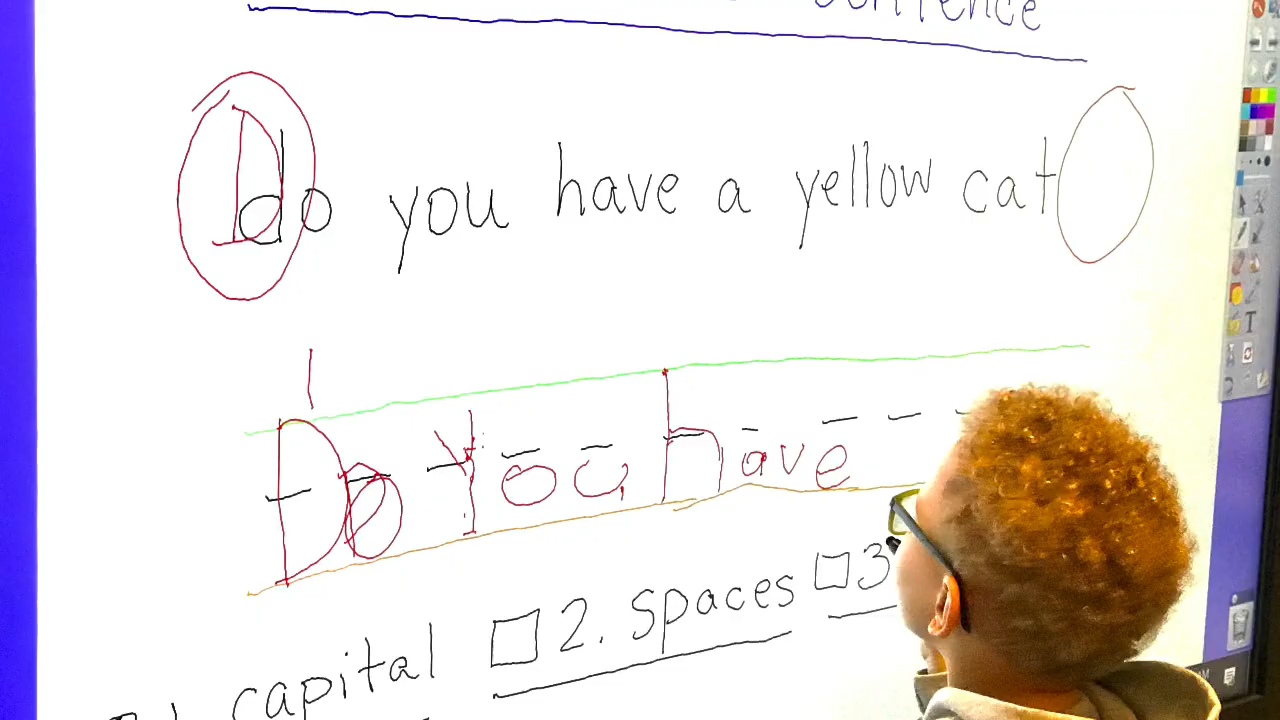 sentence
Do you have a yellow cat
Do You have
capital □ 2. spaces □ 3